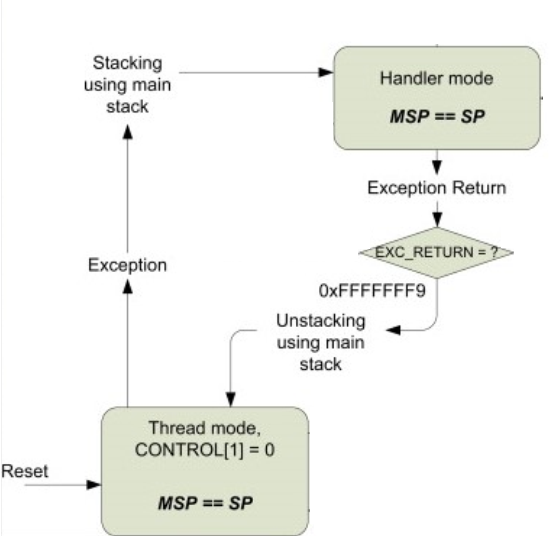 Stacking
using main
stack
Handler mode
MSP == SP
Exception Return
EXC_RETURN = ?
0xFFFFFFF9
Exception
Unstacking
using main
stack
Thread mode,
CONTROL[1] = 0
MSP == SP
Reset